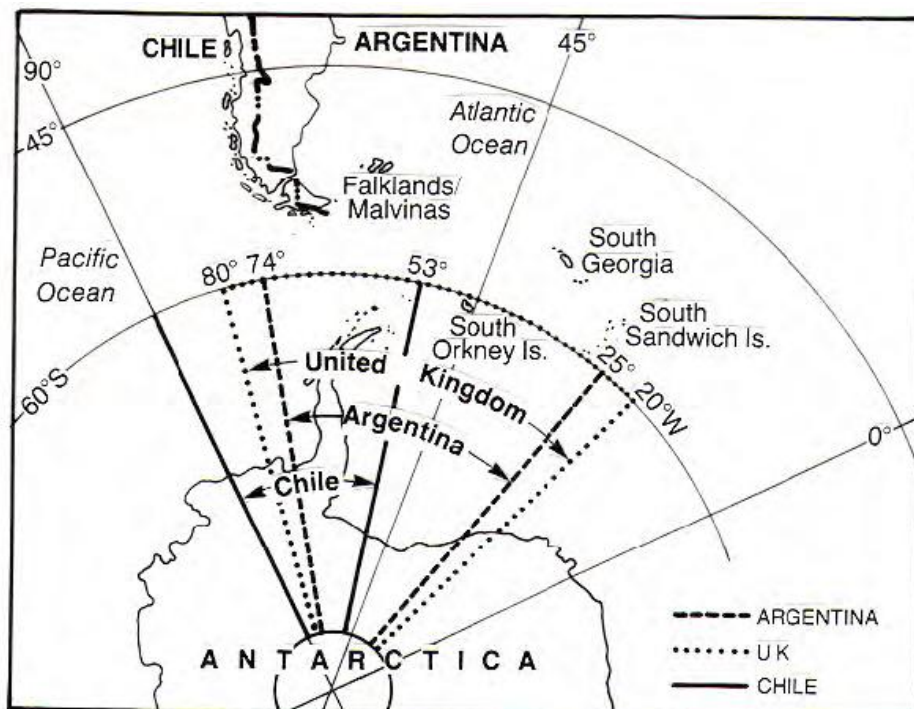 CHILE
ARGENTINA
45°
90°
45°
Atlantic
Ocean
Falklands/
Malvinas
Pacific
Ocean
80°
74°
53°
South
Georgia
South
Orkney Is.
South
Sandwich Is.
60°S
United
Kingdom
25°
20°W
0°
Argentina
Chile
ANTARCTICA
ARGENTINA
UK
CHILE